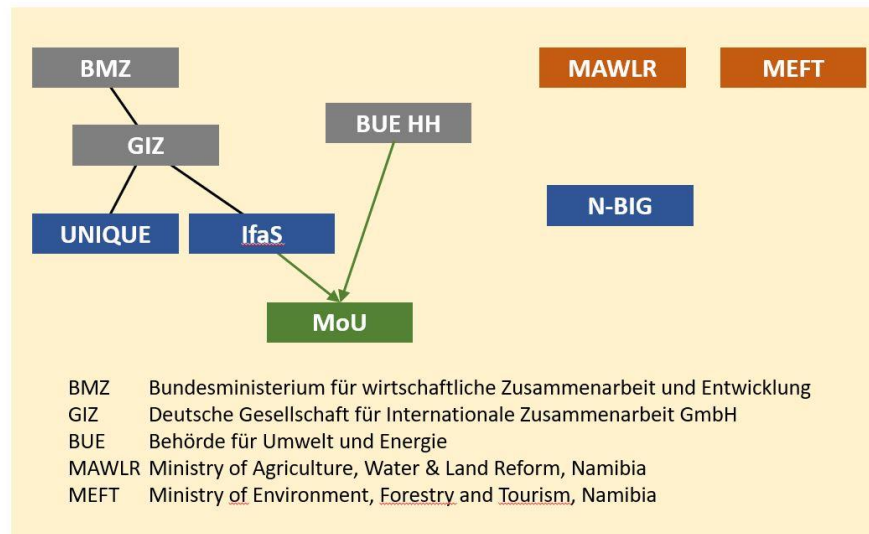 BMZ
MAWLR
MEFT
BUE HH
GIZ
N-BIG
UNIQUE
IfaS
MoU
BMZ Bundesministerium für wirtschaftliche Zusammenarbeit und Entwicklung
GIZ Deutsche Gesellschaft für Internationale Zusammenarbeit GmbH
BUE Behörde für Umwelt und Energie
MAWLR Ministry of Agriculture, Water & Land Reform, Namibia
MEFT Ministry of Environment, Forestry and Tourism, Namibia